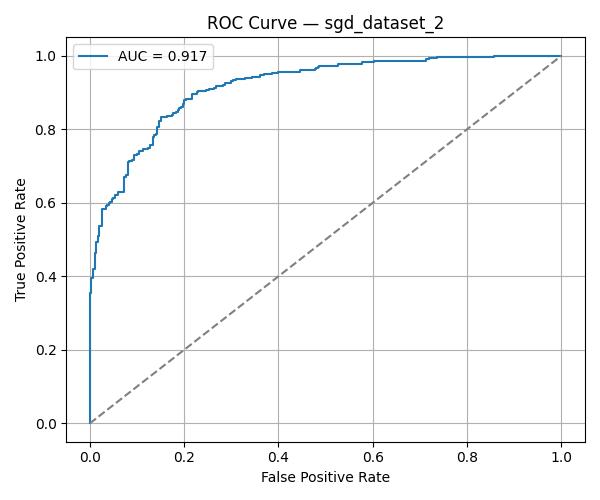 ROC Curve — sgd_dataset_2
AUC = 0.917
True Positive Rate
1.0
0.8
0.6
0.4
0.2
0.0
0.0 0.2 0.4 0.6 0.8 1.0
False Positive Rate